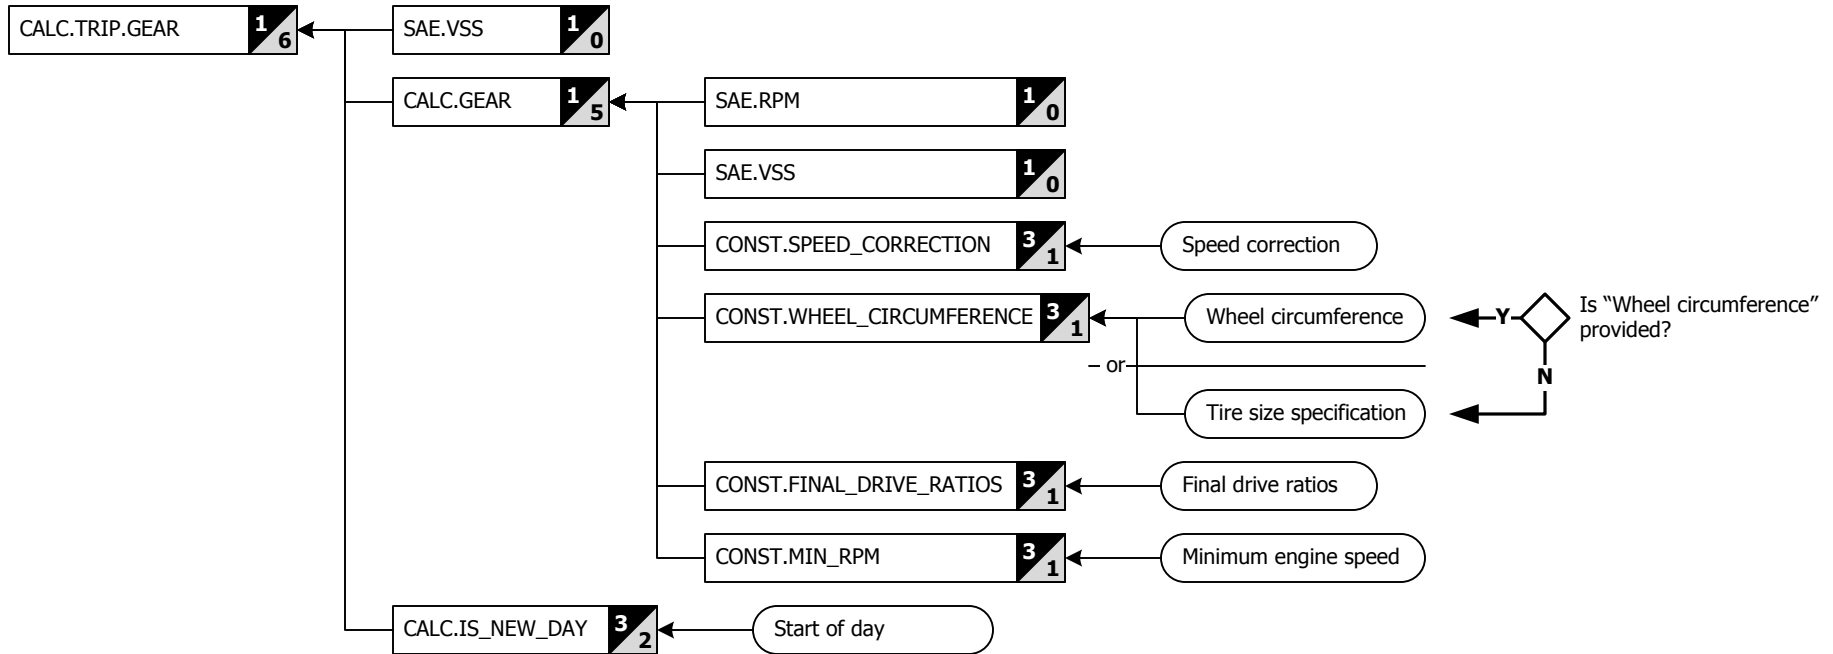 CALC.TRIP.GEAR 1 6
SAE.VSS 1 0
CALC.GEAR 1 5
SAE.RPM 1 0
SAE.VSS 1 0
CONST.SPEED_CORRECTION 3 1
Speed correction
CONST.WHEEL_CIRCUMFERENCE 3 1
Wheel circumference
Y
Is “Wheel circumference”
provided?
– or
N
Tire size specification
CONST.FINAL_DRIVE_RATIOS 3 1
Final drive ratios
CONST.MIN_RPM 3 1
Minimum engine speed
CALC.IS_NEW_DAY 3 2
Start of day